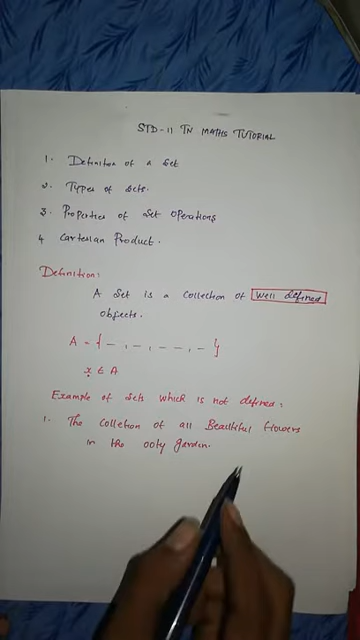 STD-11 TN MATHS TUTORIAL
1. Definition of a Set
2. Types of Sets.
3. Properties of Set Operations
4 Cartesian Product.
Definition:
A Set is a Collection of Well defined
objects.
A = { - , - , - - , - }
x ∈ A
Example of Sets which is not defined:
1. The Colletion of all Beautiful flowers
in the ooty garden.